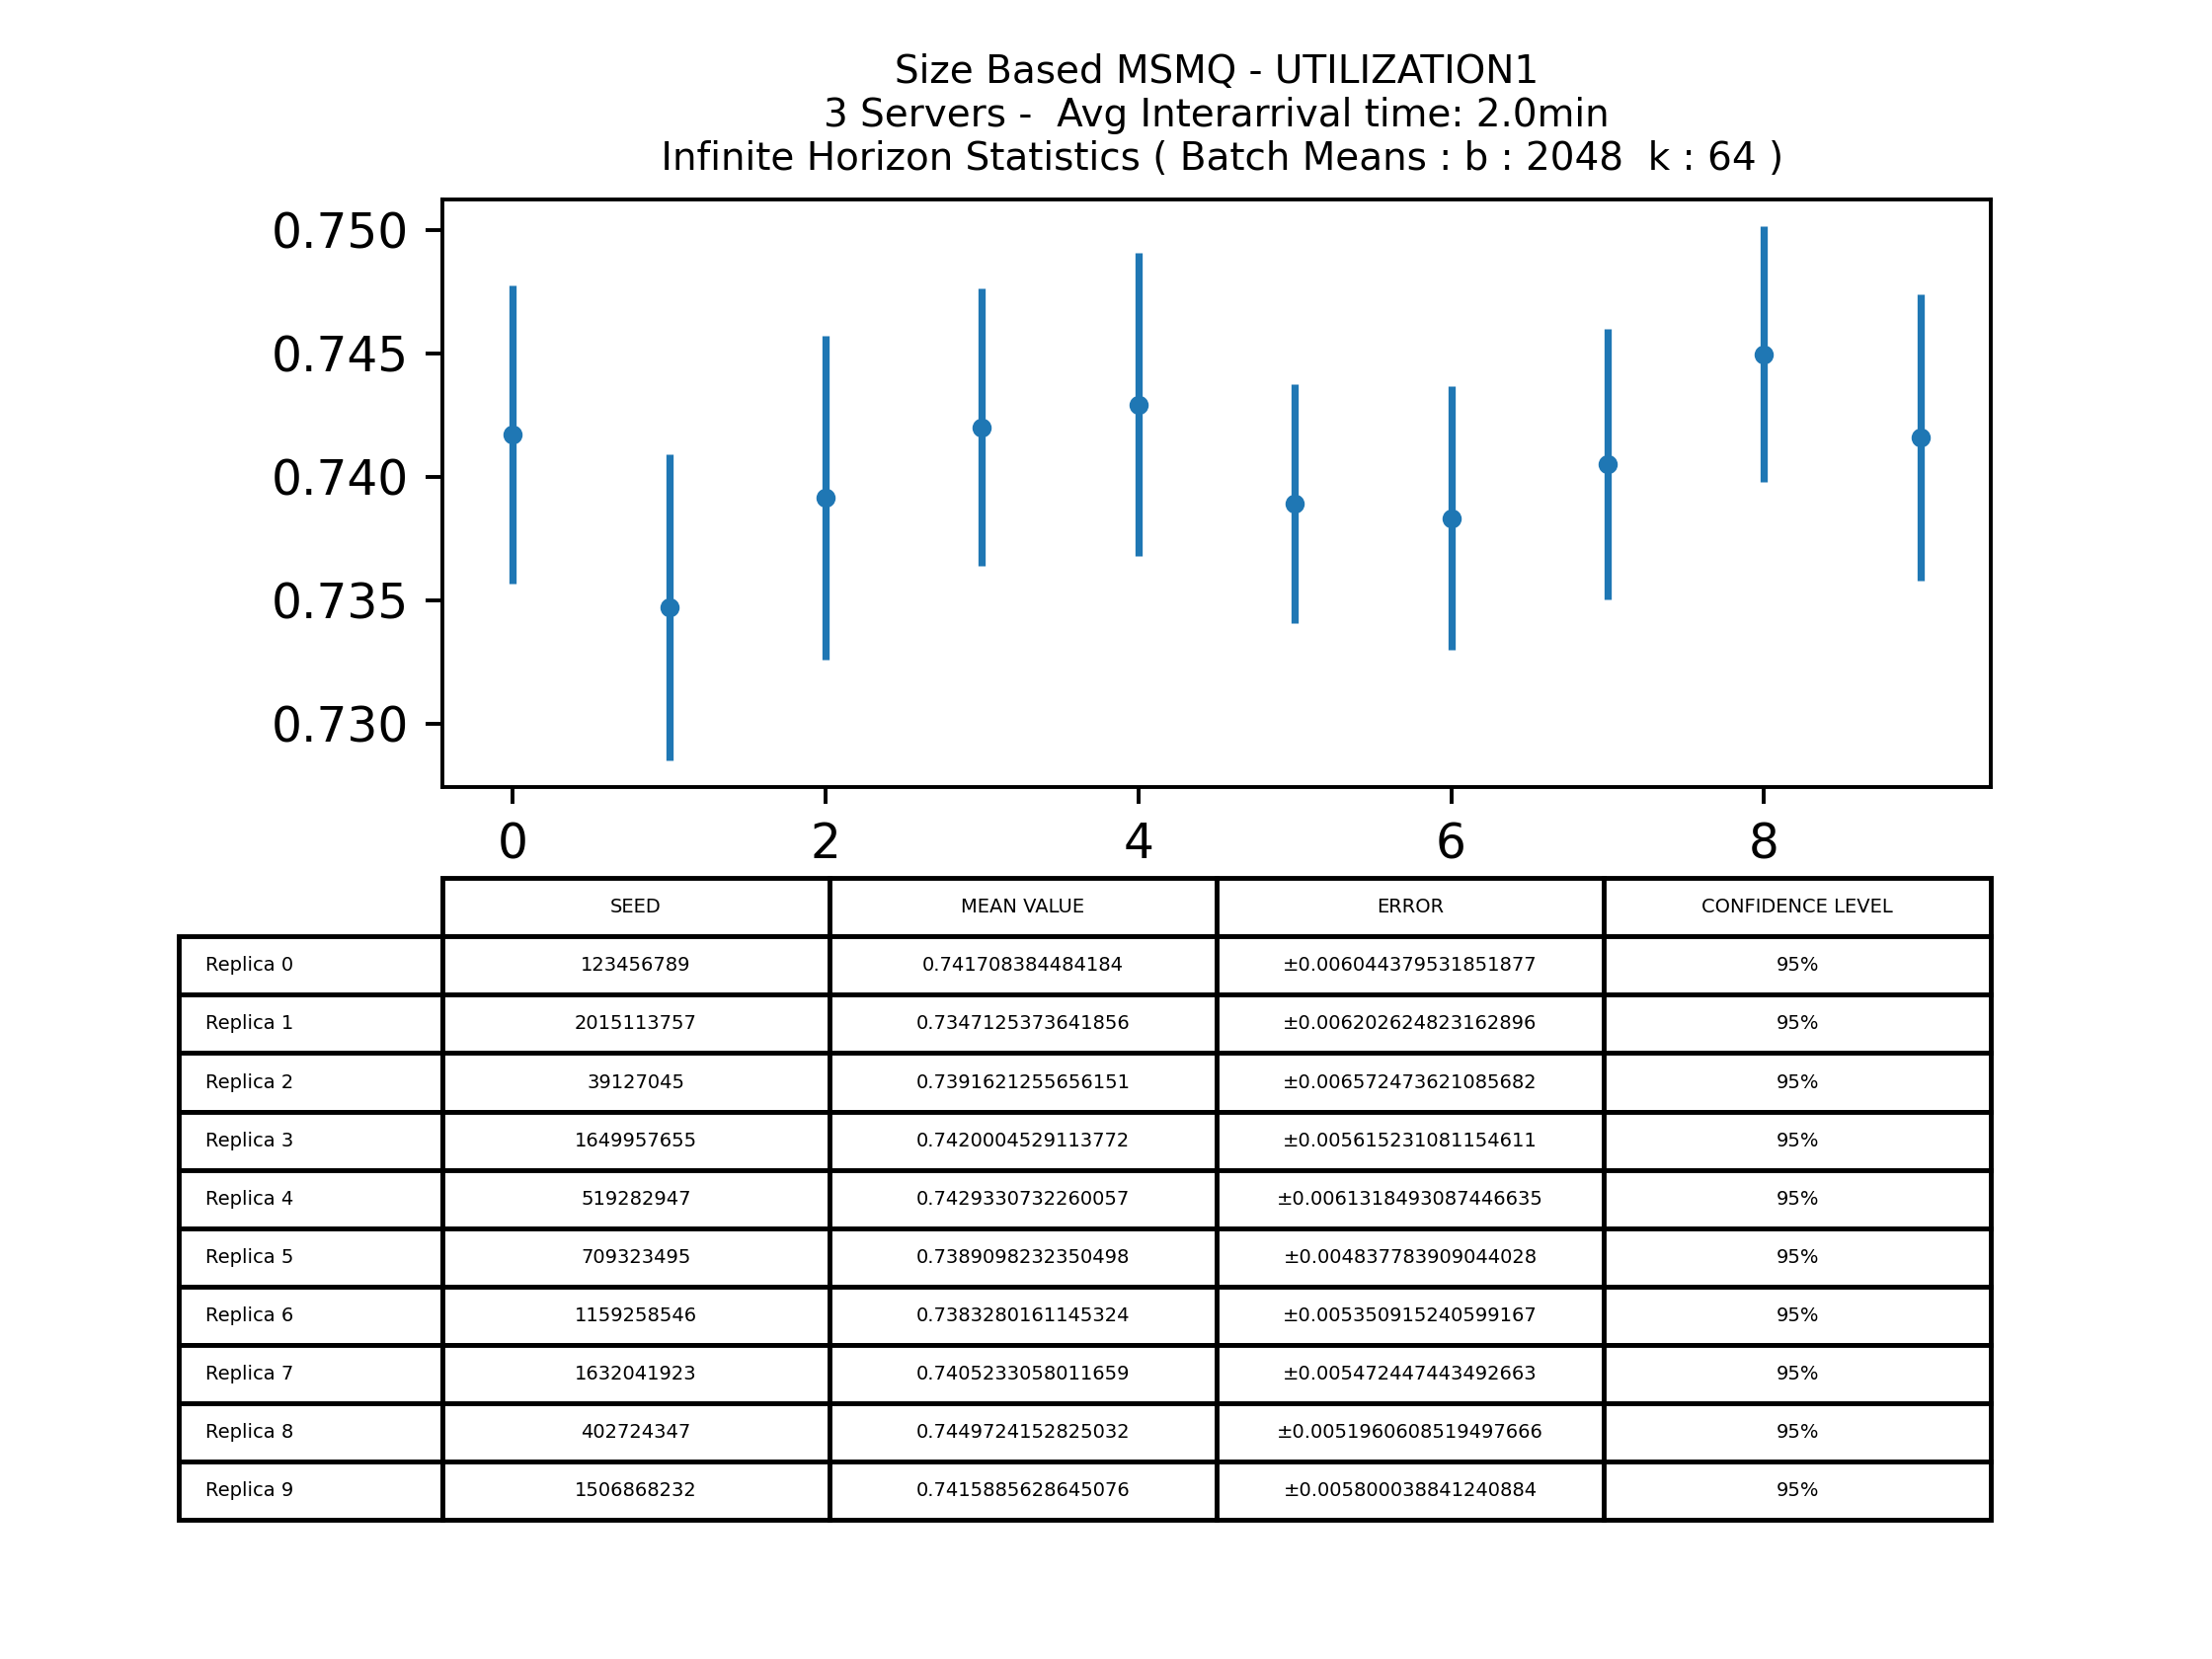 Size Based MSMQ - UTILIZATION1
3 Servers -  Avg Interarrival time: 2.0min
Infinite Horizon Statistics ( Batch Means : b : 2048  k : 64 )
0.750
0.745
0.740
0.735
0.730
0 2 4 6 8
SEED MEAN VALUE ERROR CONFIDENCE LEVEL
Replica 0 123456789 0.741708384484184 ±0.006044379531851877 95%
Replica 1 2015113757 0.7347125373641856 ±0.006202624823162896 95%
Replica 2 39127045 0.7391621255656151 ±0.006572473621085682 95%
Replica 3 1649957655 0.7420004529113772 ±0.005615231081154611 95%
Replica 4 519282947 0.7429330732260057 ±0.0061318493087446635 95%
Replica 5 709323495 0.7389098232350498 ±0.004837783909044028 95%
Replica 6 1159258546 0.7383280161145324 ±0.005350915240599167 95%
Replica 7 1632041923 0.7405233058011659 ±0.005472447443492663 95%
Replica 8 402724347 0.7449724152825032 ±0.0051960608519497666 95%
Replica 9 1506868232 0.7415885628645076 ±0.005800038841240884 95%